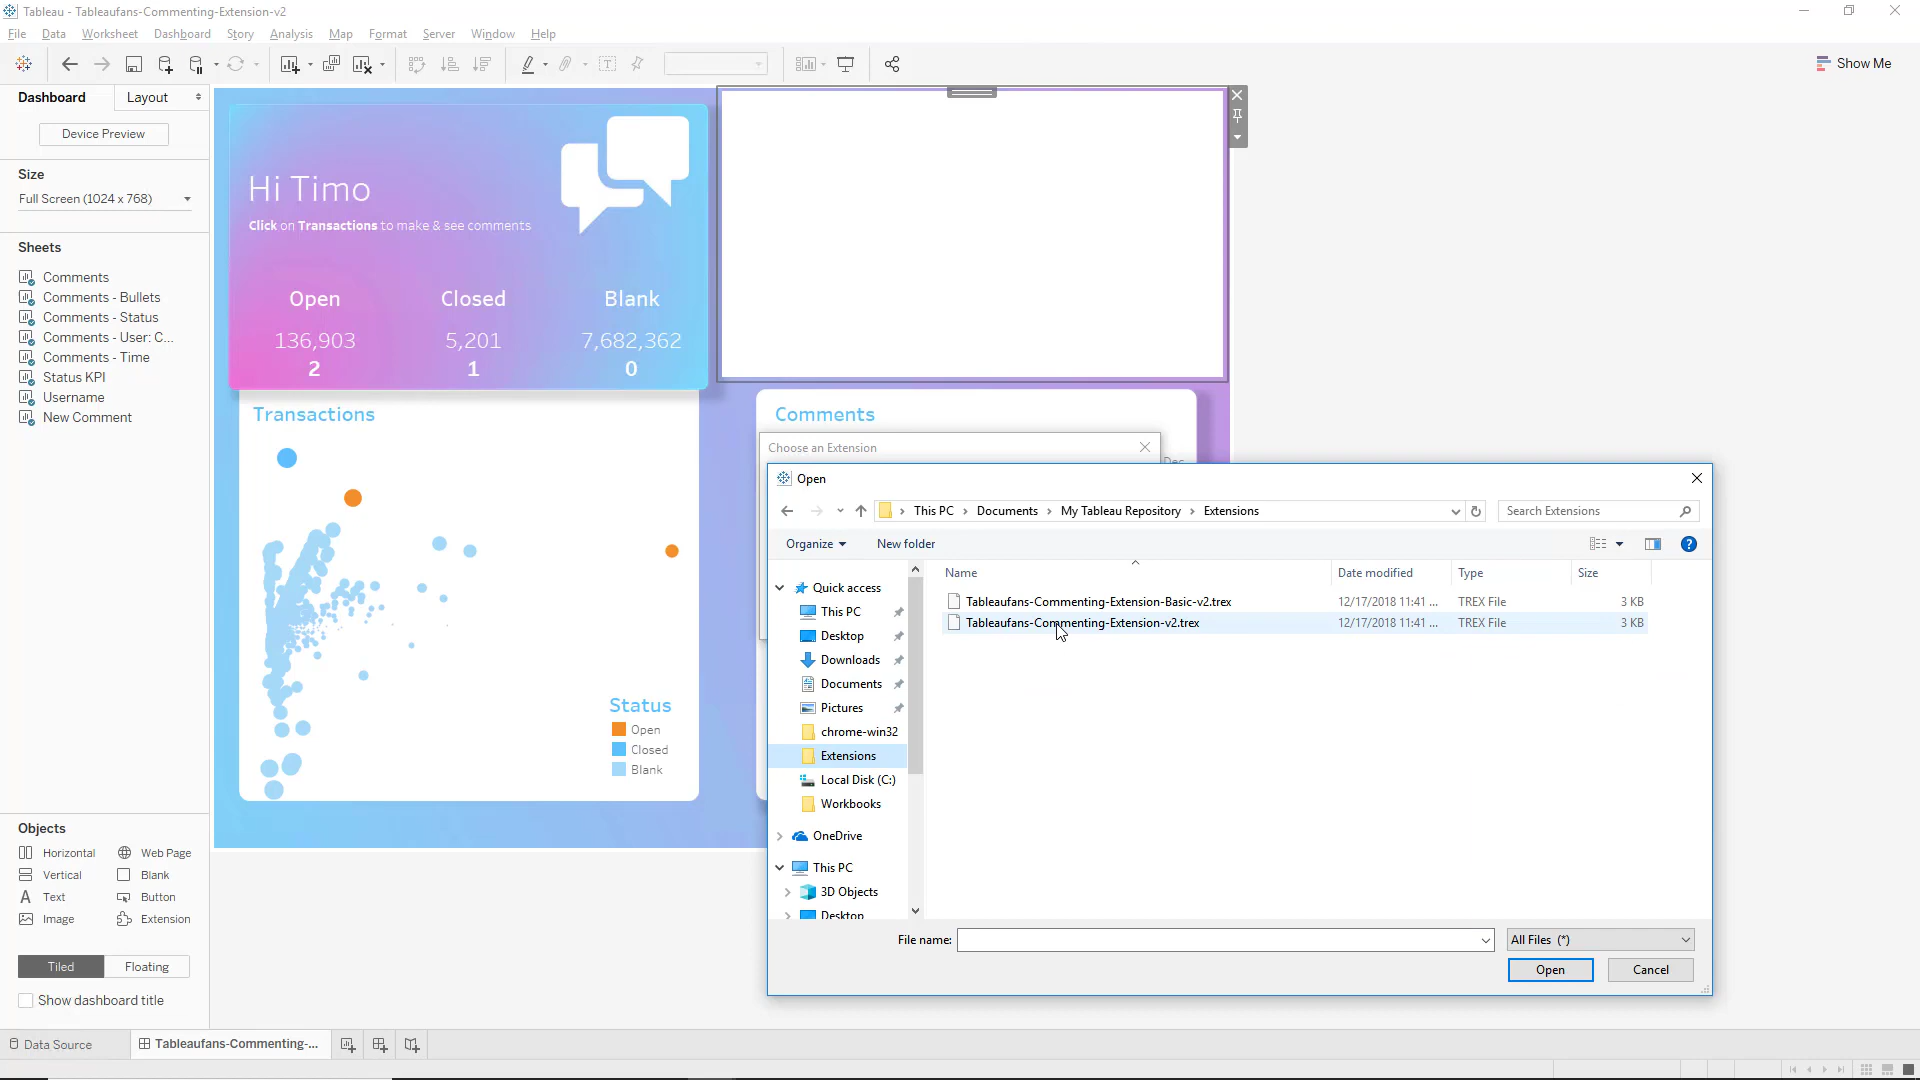 Tableau - Tableaufans-Commenting-Extension-v2
File Data Worksheet Dashboard Story Analysis Map Format Server Window Help
Show Me
Dashboard Layout
Device Preview
Size
Full Screen (1024 x 768)
Sheets
Comments
Comments - Bullets
Comments - Status
Comments - User: C...
Comments - Time
Status KPI
Username
New Comment
Objects
Horizontal Web Page
Vertical Blank
Text Button
Image Extension
Tiled Floating
Show dashboard title
Hi Timo
Click on Transactions to make & see comments
Open Closed Blank
136,903 5,201 7,682,362
2 1 0
Transactions
Status
Open
Closed
Blank
Comments
Dec
Choose an Extension
Open
This PC Documents My Tableau Repository Extensions
Search Extensions
Organize New folder
Name Date modified Type Size
Tableaufans-Commenting-Extension-Basic-v2.trex 12/17/2018 11:41 ... TREX File 3 KB
Tableaufans-Commenting-Extension-v2.trex 12/17/2018 11:41 ... TREX File 3 KB
Quick access
This PC
Desktop
Downloads
Documents
Pictures
chrome-win32
Extensions
Local Disk (C:)
Workbooks
OneDrive
This PC
3D Objects
Desktop
File name: All Files (*)
Open Cancel
Data Source Tableaufans-Commenting-...